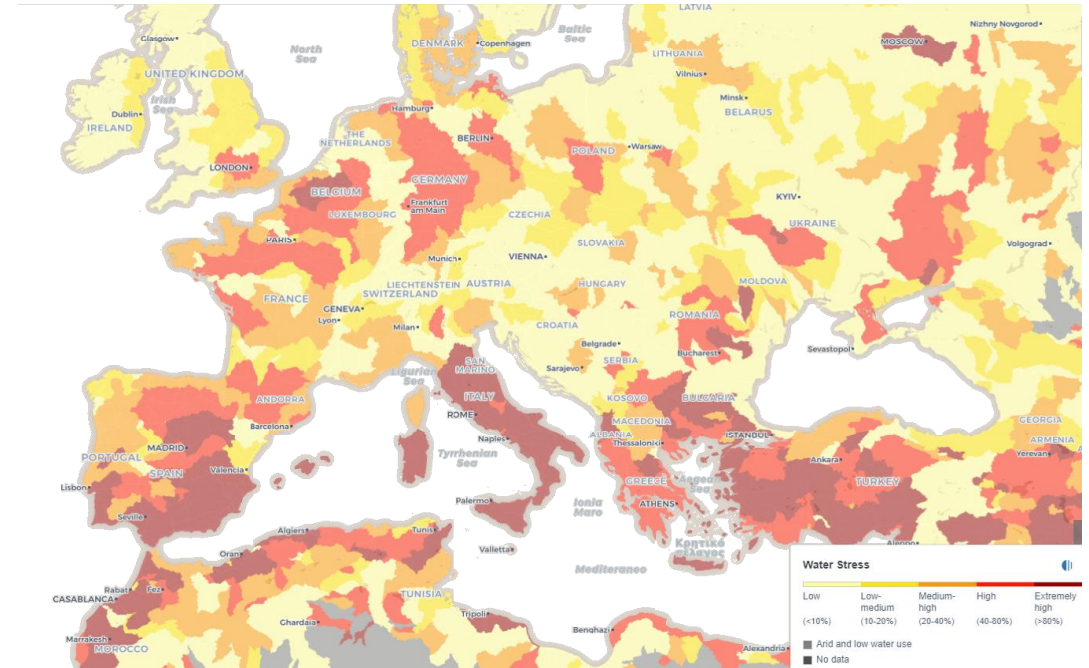 LATVIA
Nizhny Novgorod
Glasgow
North
Sea
DENMARK
Copenhagen
Baltic
Sea
MOSCOW
LITHUANIA
Vilnius
UNITED KINGDOM
Minsk
BELARUS
Dublin
Irish
Sea
IRELAND
Hamburg
THE
NETHERLANDS
BERLIN
POLAND
Warsaw
LONDON
BELGIUM
GERMANY
KYIV
Frankfurt
am Main
LUXEMBOURG
CZECHIA
UKRAINE
PARIS
SLOVAKIA
Volgograd
Munich
VIENNA
LIECHTENSTEIN
AUSTRIA
SWITZERLAND
HUNGARY
MOLDOVA
FRANCE
GENEVA
Lyon
Milan
CROATIA
ROMANIA
Belgrade
Bucharest
Sevastopol
SAN
MARINO
Sarajevo
SERBIA
Ligurian
Sea
ANDORRA
ITALY
KOSOVO
BULGARIA
Barcelona
ROME
MACEDONIA
GEORGIA
ALBANIA
ISTANBUL
MADRID
Naples
Thessaloniki
ARMENIA
PORTUGAL
SPAIN
Valencia
Tyrrhenian
Sea
Ankara
Yerevan
Lisbon
GREECE
Aegean
Sea
TURKEY
Seville
Palermo
Ionia
Maro
ATHENS
Algiers
Tunis
Oran
Valletta
Κρητικό
πέλαγος
Aleppo
Mediteraneo
Rabat
Fez
CASABLANCA
TUNISIA
Ghardaia
Tripoli
Benghazi
Marrakesh
MOROCCO
Alexandria
Water Stress
Low
Low-
medium
Medium-
high
High
Extremely
high
(<10%)
(10-20%)
(20-40%)
(40-80%)
(>80%)
Arid and low water use
No data